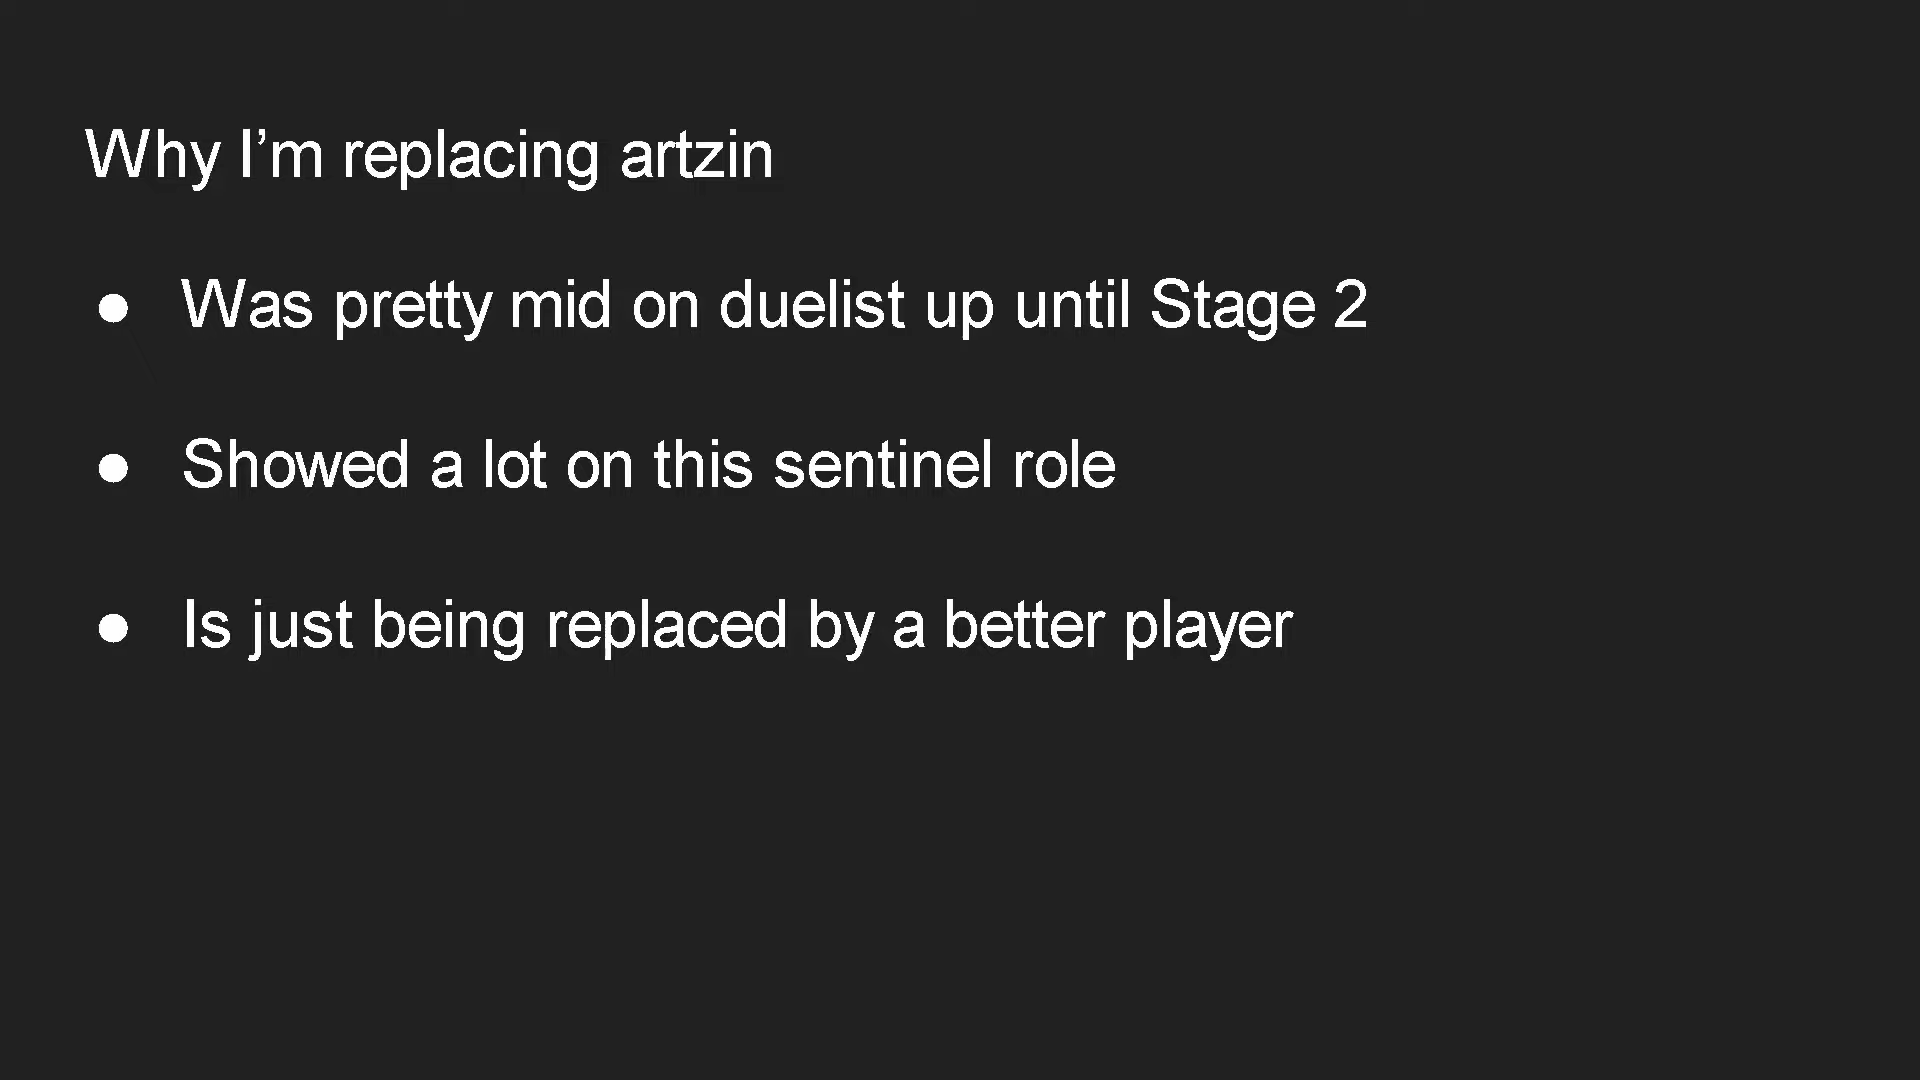 Why I’m replacing artzin
● Was pretty mid on duelist up until Stage 2
● Showed a lot on this sentinel role
● Is just being replaced by a better player